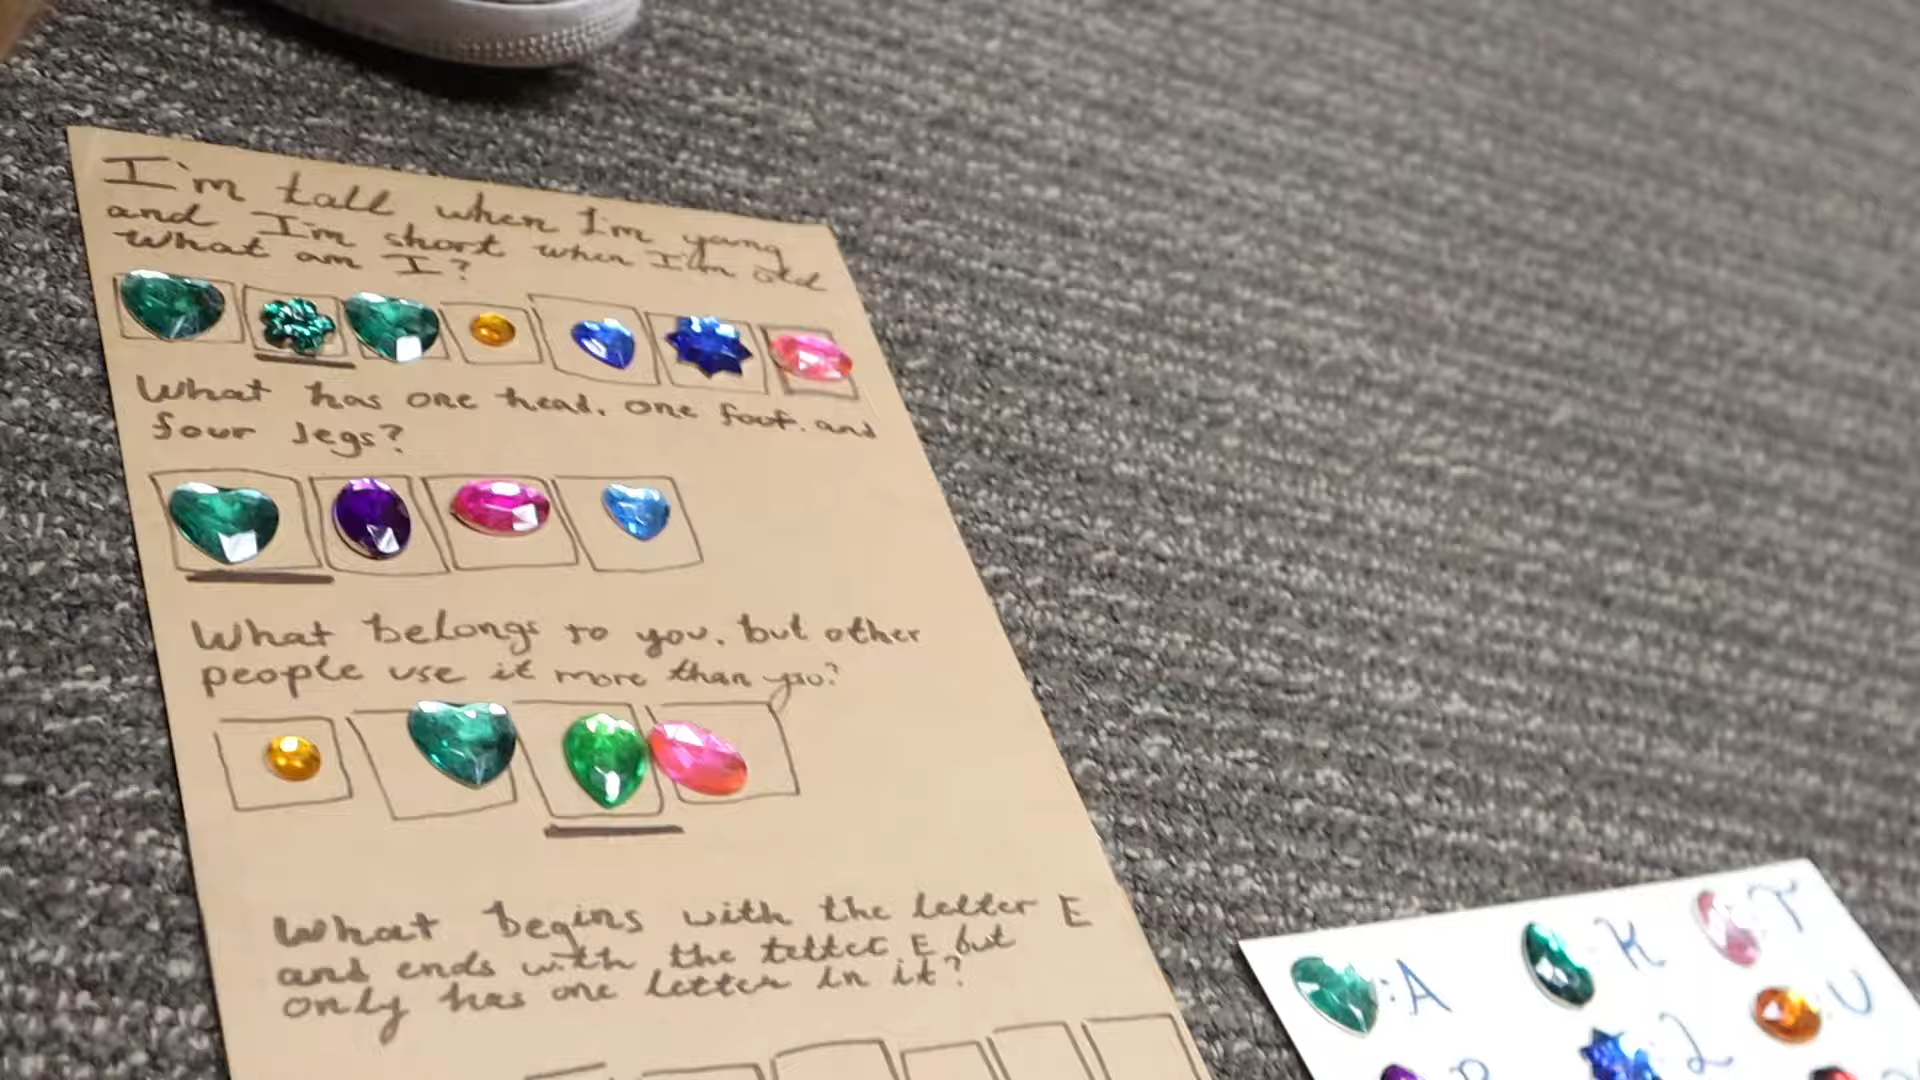 I'm tall when I'm yang
and I'm short when I'm old
what am I?
What has one head. one foot. and
four legs?
What belongs to you. but other
people use it more than you?
What begins with the letter E
and ends with the letter E but
only has one letter in it?
:A
:K
:T
:U
:L